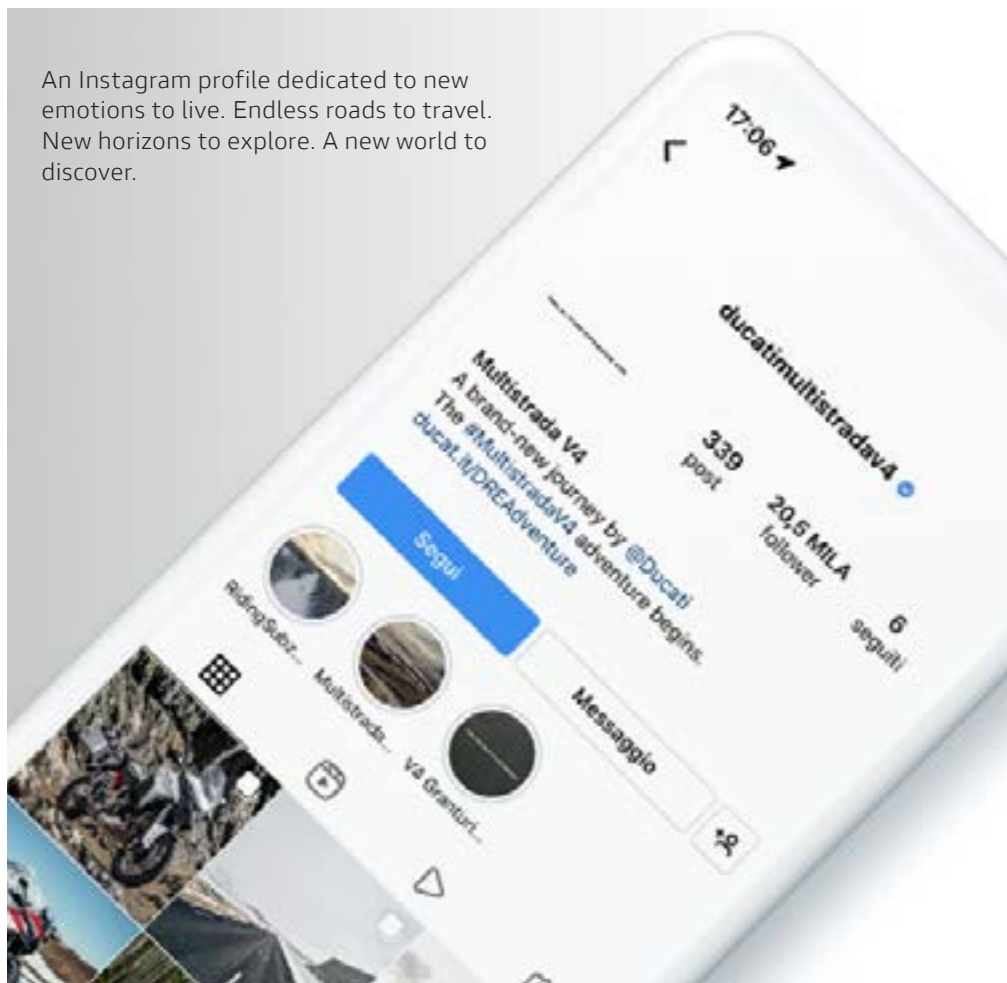 An Instagram profile dedicated to new
emotions to live. Endless roads to travel.
New horizons to explore. A new world to
discover.
17:06
ducatimultistradav4
339
post
20,5 MILA
follower
6
seguiti
Multistrada V4
A brand-new journey by @Ducati
The #MultistradaV4 adventure begins.
ducat.it/DREAdventure
Segui
Messaggio
RidingSubz...
Multistrada...
V4 Granturi...